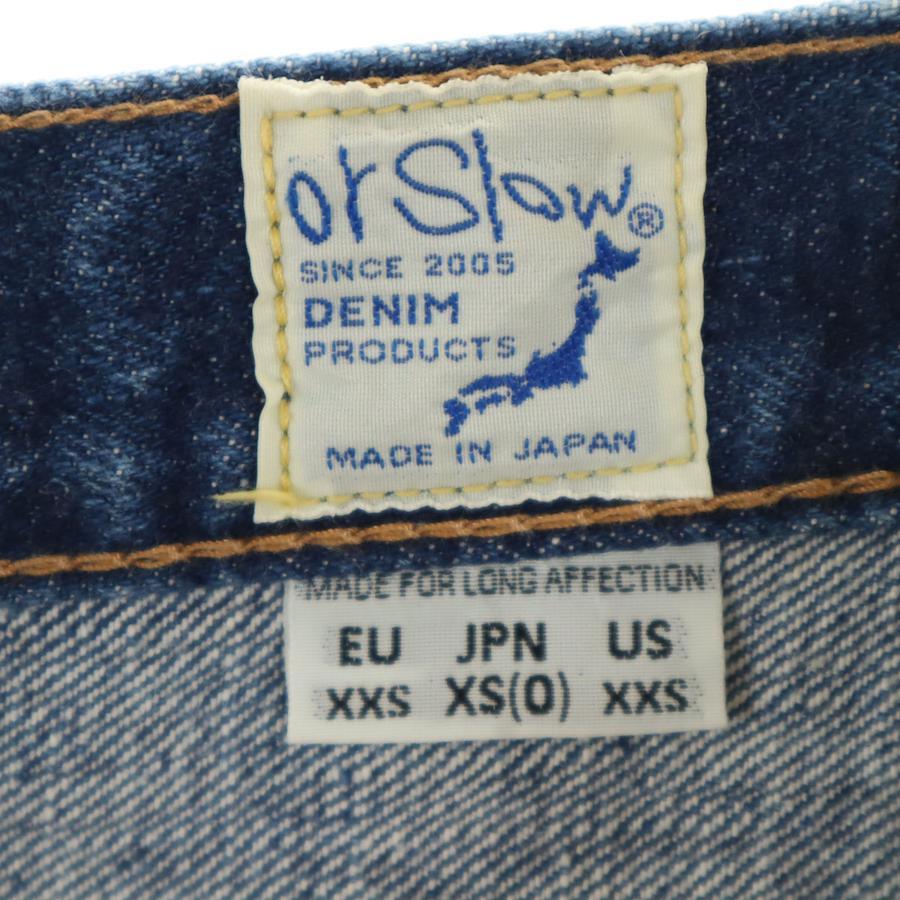 orSlow®
SINCE 2005
DENIM
PRODUCTS
MADE IN JAPAN
MADE FOR LONG AFFECTION
EU JPN US
XXS XS(0) XXS